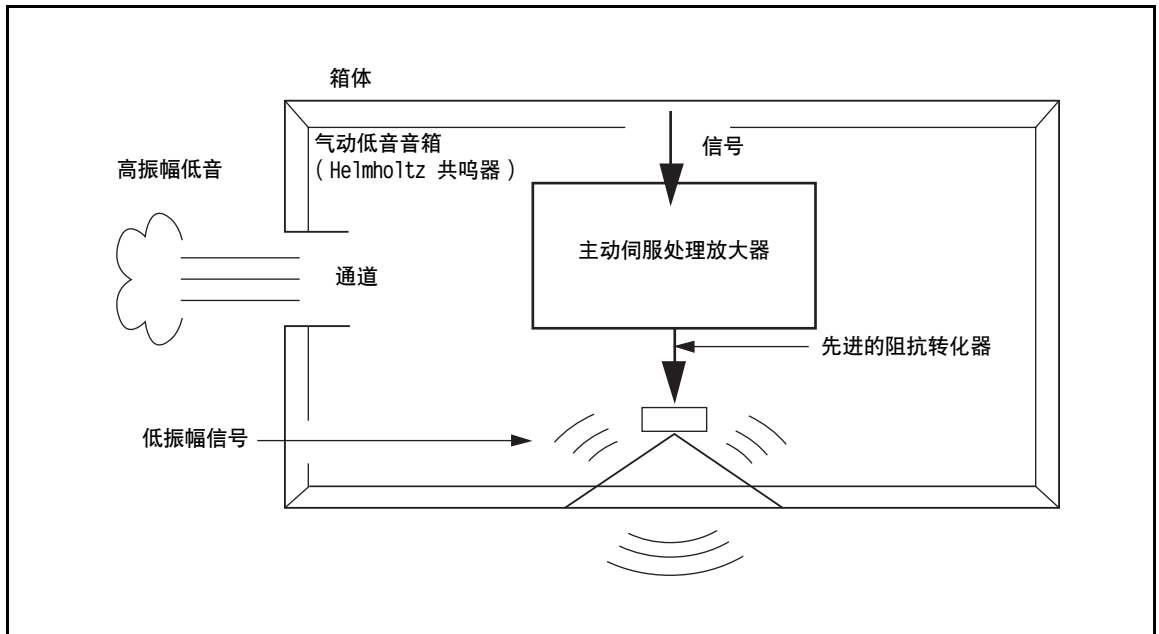 箱体
气动低音音箱
（Helmholtz 共鸣器）
信号
高振幅低音
主动伺服处理放大器
通道
先进的阻抗转化器
低振幅信号